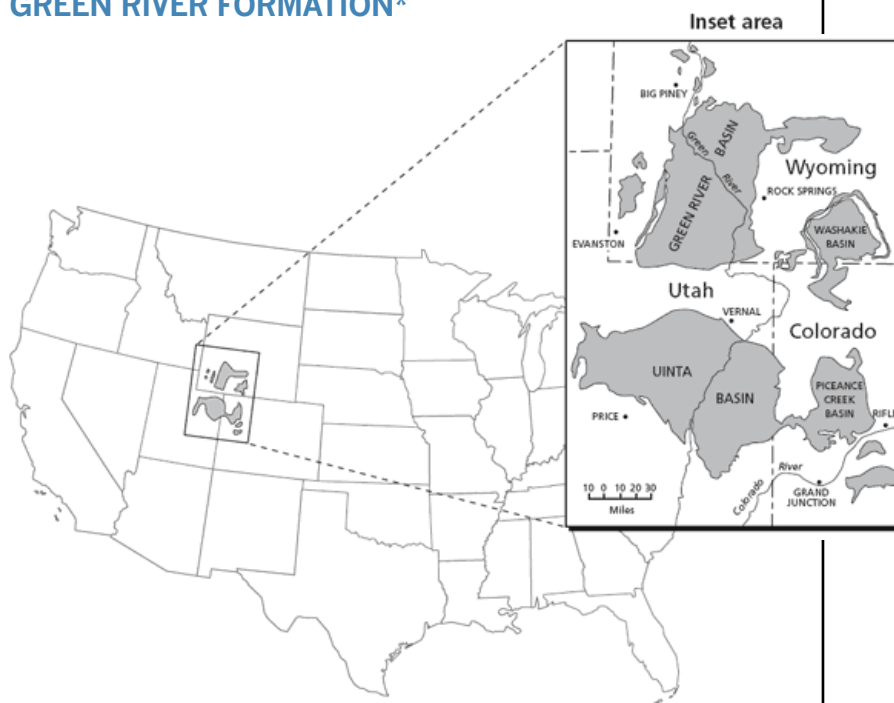 GREEN RIVER FORMATION*
Inset area
BIG PINEY
Green
River
GREEN RIVER
BASIN
Wyoming
ROCK SPRINGS
EVANSTON
WASHAKIE
BASIN
Utah
VERNAL
Colorado
UINTA
BASIN
PICEANCE
CREEK
BASIN
PRICE
RIFL
10 0 10 20 30
Miles
Colorado
River
GRAND
JUNCTION